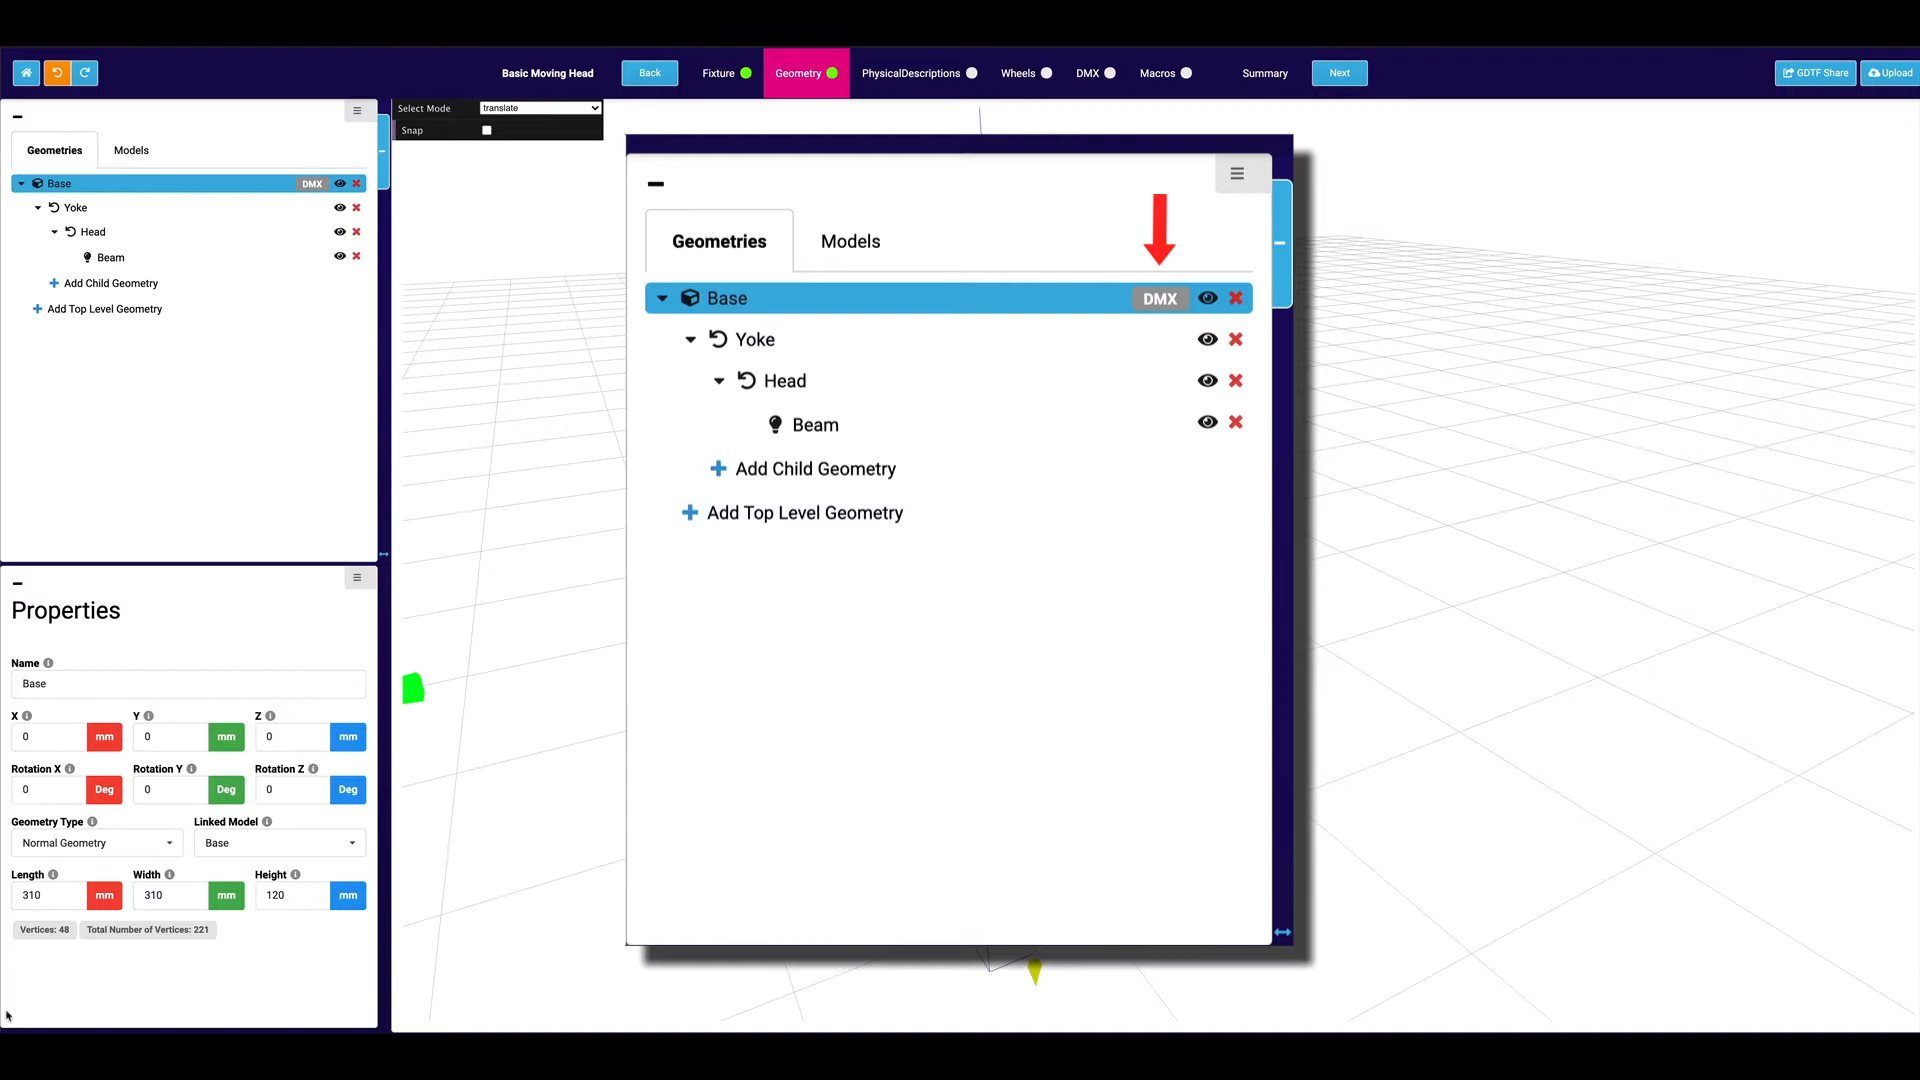 Basic Moving Head
Back
Fixture
Geometry
PhysicalDescriptions
Wheels
DMX
Macros
Summary
Next
GDTF Share
Upload
Select Mode
translate
Snap
Geometries
Models
Base
DMX
Yoke
Head
Beam
Add Child Geometry
Add Top Level Geometry
Geometries
Models
Base
DMX
Yoke
Head
Beam
Add Child Geometry
Add Top Level Geometry
Properties
Name
Base
X Y Z
0 mm 0 mm 0 mm
Rotation X Rotation Y Rotation Z
0 Deg 0 Deg 0 Deg
Geometry Type Linked Model
Normal Geometry Base
Length Width Height
310 mm 310 mm 120 mm
Vertices: 48 Total Number of Vertices: 221